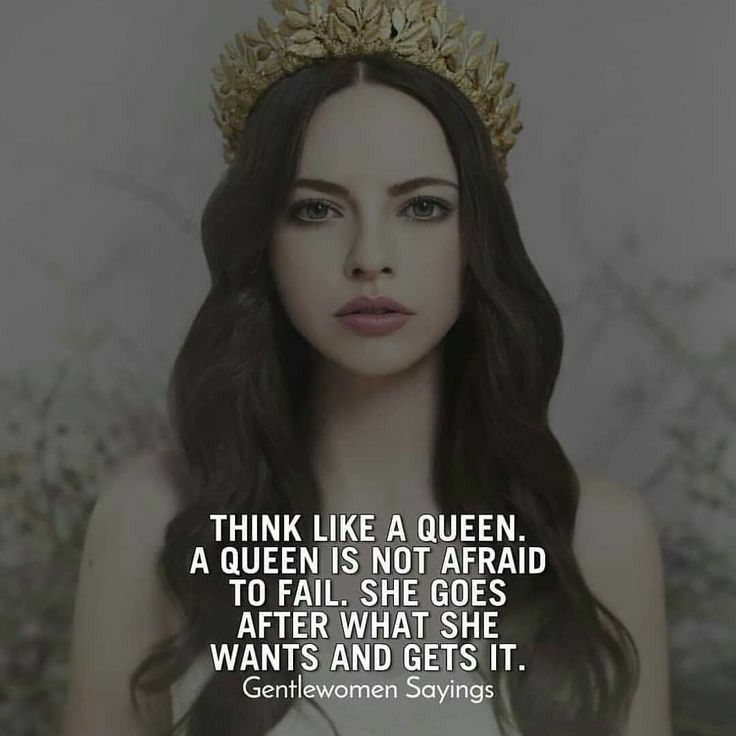 THINK LIKE A QUEEN.
A QUEEN IS NOT AFRAID
TO FAIL. SHE GOES
AFTER WHAT SHE
WANTS AND GETS IT.
Gentlewomen Sayings